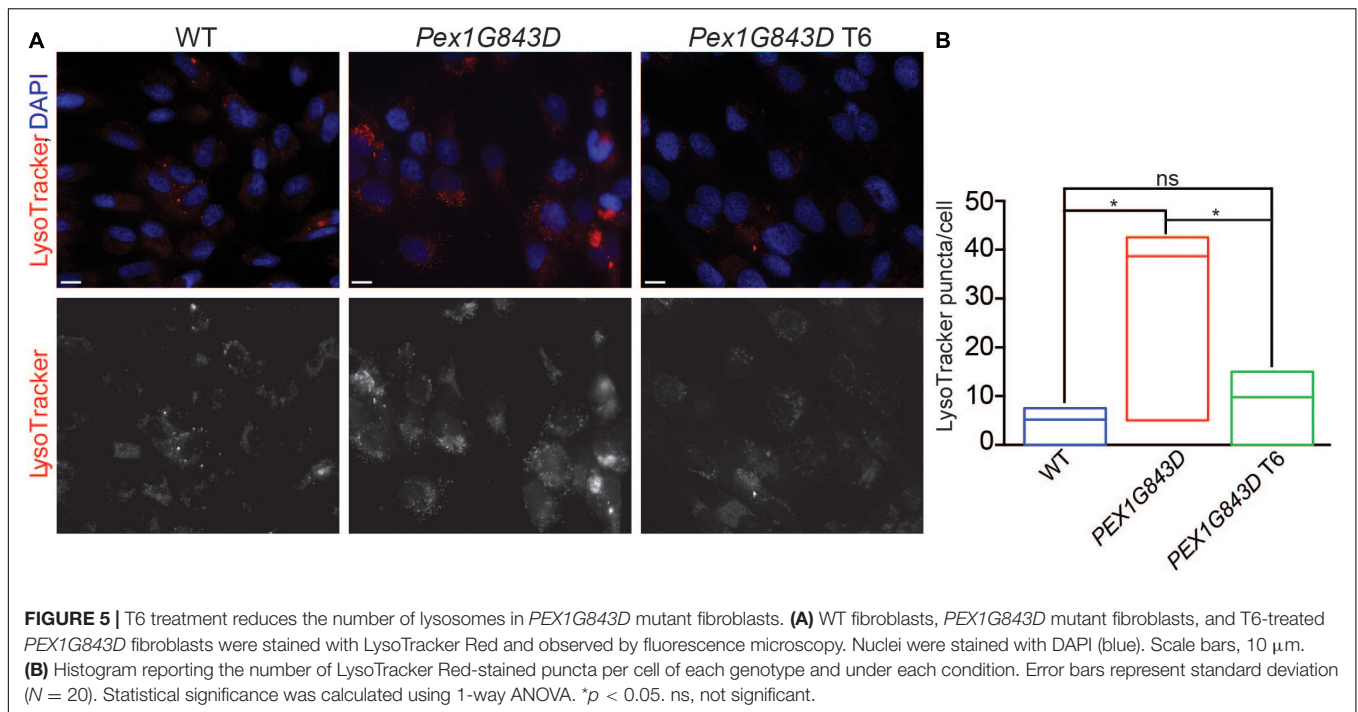 A
WT
Pex1G843D
Pex1G843D T6
B
LysoTracker, DAPI
LysoTracker
LysoTracker puncta/cell
50
40
30
20
10
0
ns
*
*
WT
PEX1G843D
PEX1G843D T6
FIGURE 5 | T6 treatment reduces the number of lysosomes in PEX1G843D mutant fibroblasts. (A) WT fibroblasts, PEX1G843D mutant fibroblasts, and T6-treated
PEX1G843D fibroblasts were stained with LysoTracker Red and observed by fluorescence microscopy. Nuclei were stained with DAPI (blue). Scale bars, 10 μm.
(B) Histogram reporting the number of LysoTracker Red-stained puncta per cell of each genotype and under each condition. Error bars represent standard deviation
(N = 20). Statistical significance was calculated using 1-way ANOVA. *p < 0.05. ns, not significant.